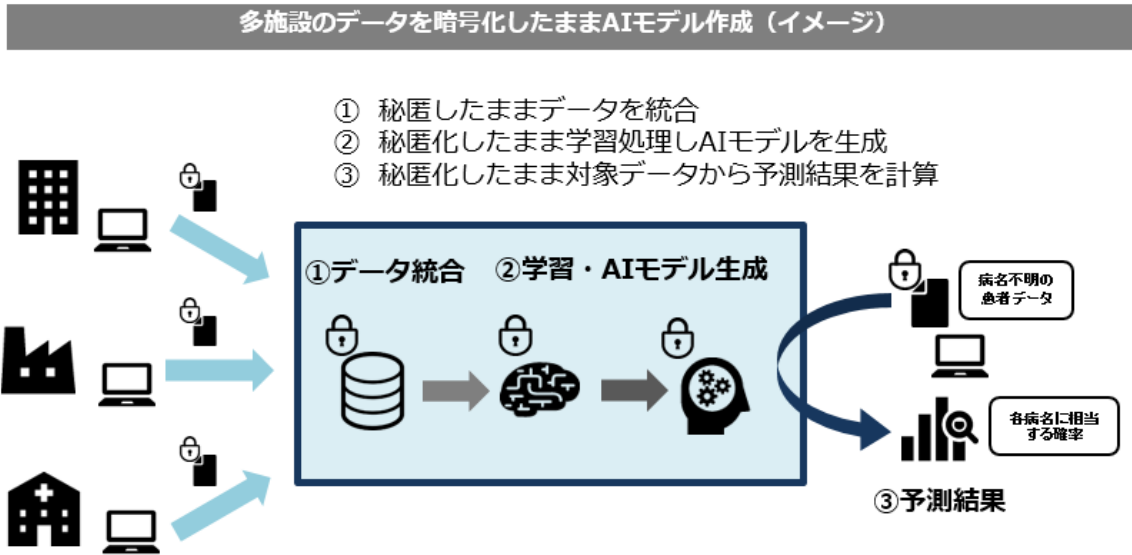 多施設のデータを暗号化したままAIモデル作成（イメージ）
① 秘匿したままデータを統合
② 秘匿化したまま学習処理しAIモデルを生成
③ 秘匿化したまま対象データから予測結果を計算
①データ統合
②学習・AIモデル生成
病名不明の
患者データ
各病名に相当
する確率
③予測結果